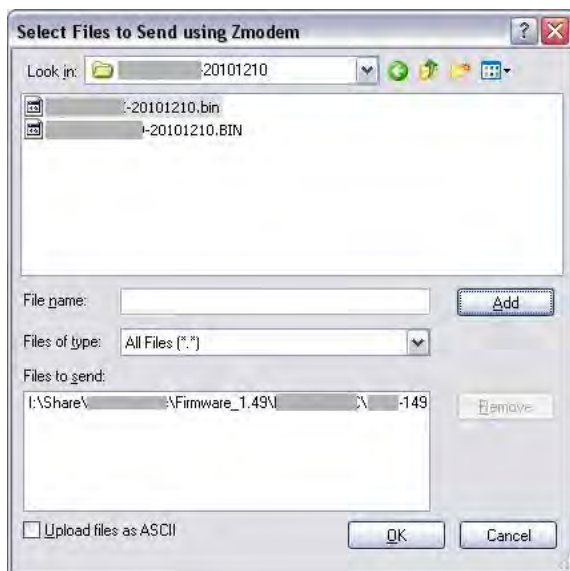 Select Files to Send using Zmodem
Look in: -20101210
-20101210.bin
-20101210.BIN
File name: Add
Files of type: All Files (*.*)
Files to send:
I:\Share\ \Firmware_1.49\ \ -149 Remove
Upload files as ASCII OK Cancel